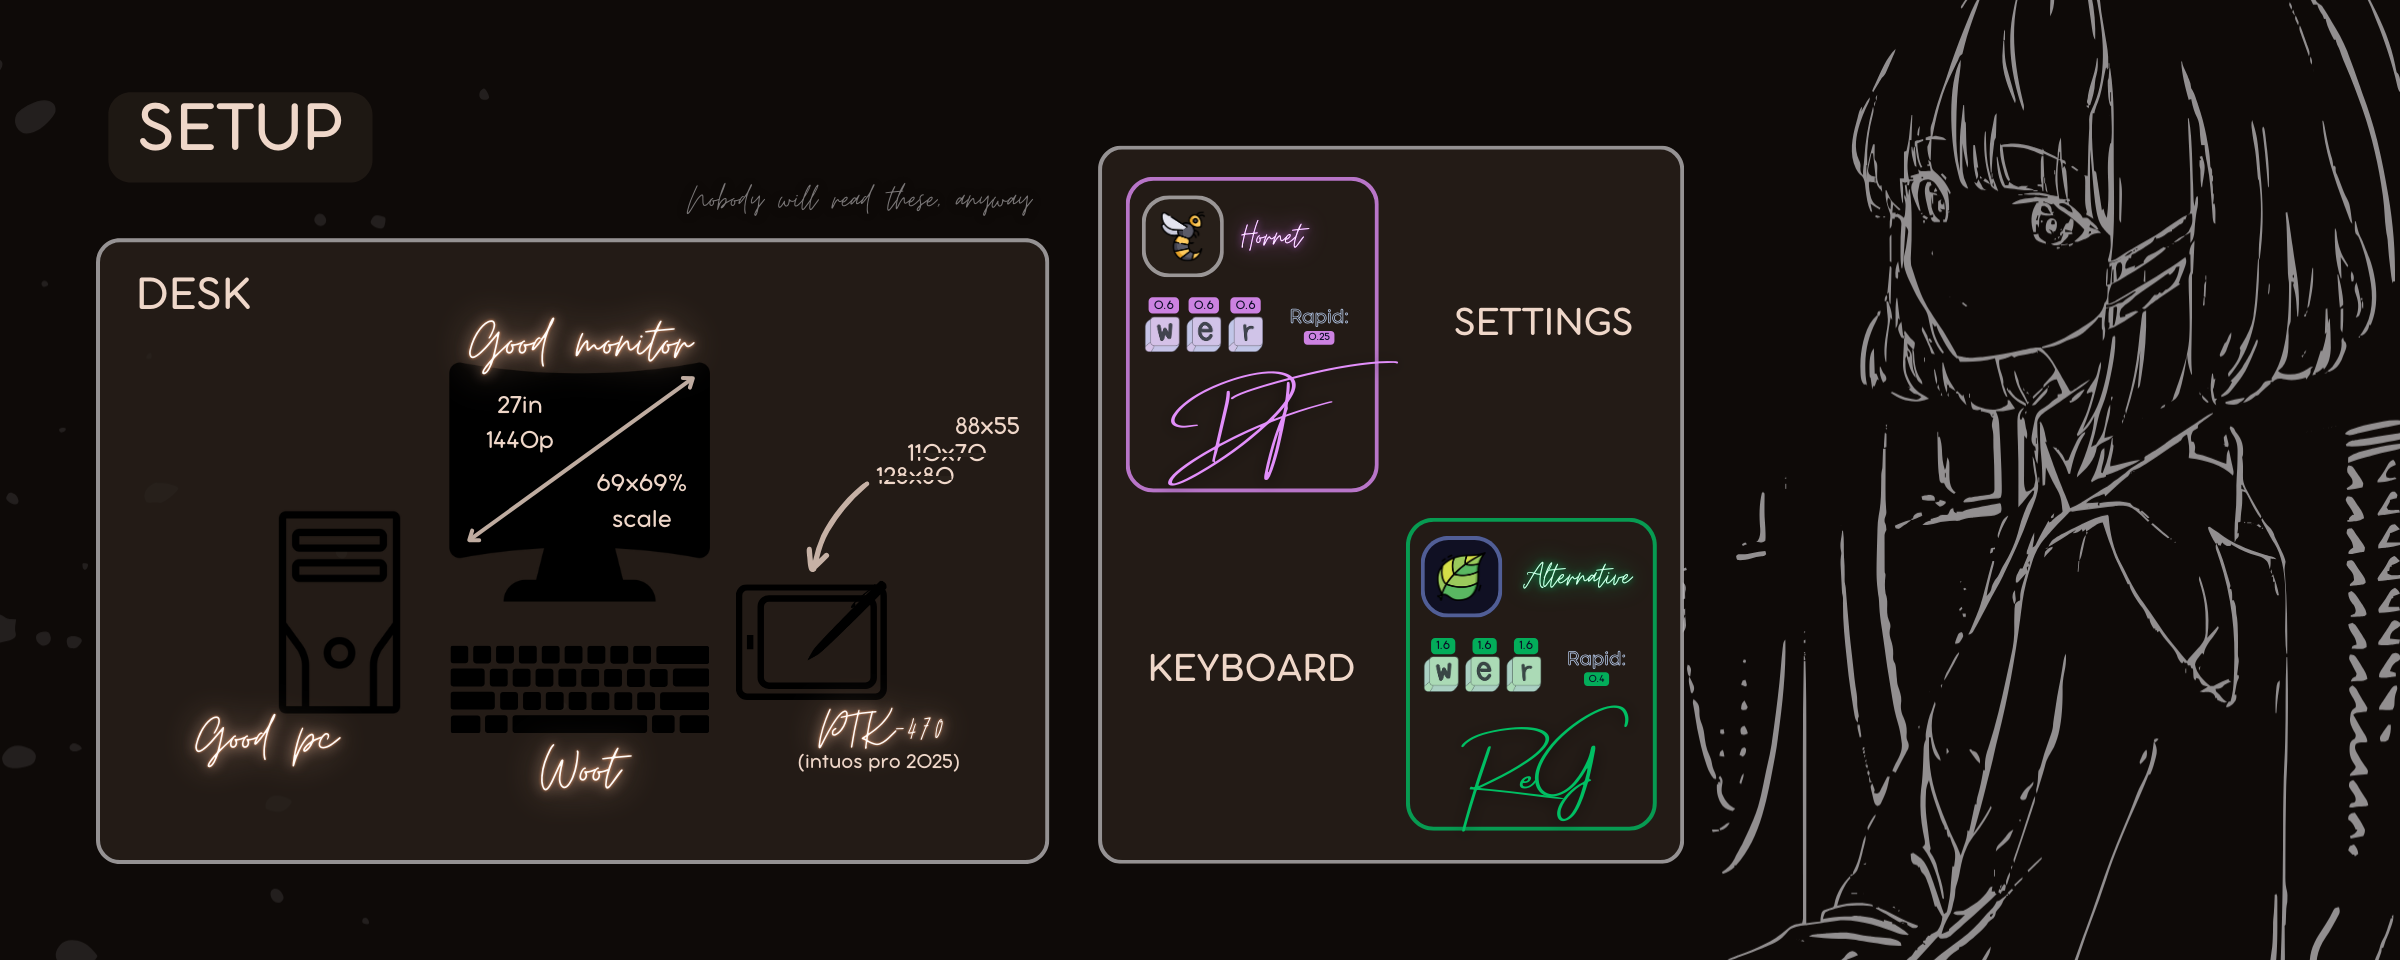 SETUP
Nobody will read these, anyway
DESK
Good monitor
27in
1440p
69x69%
scale
88x55
110x70
128x80
Good pc
Woot
PTK-470
(intuos pro 2025)
Hornet
0.6 0.6 0.6
w e r
Rapid:
0.25
DT
SETTINGS
KEYBOARD
Alternative
1.6 1.6 1.6
w e r
Rapid:
0.4
ReG